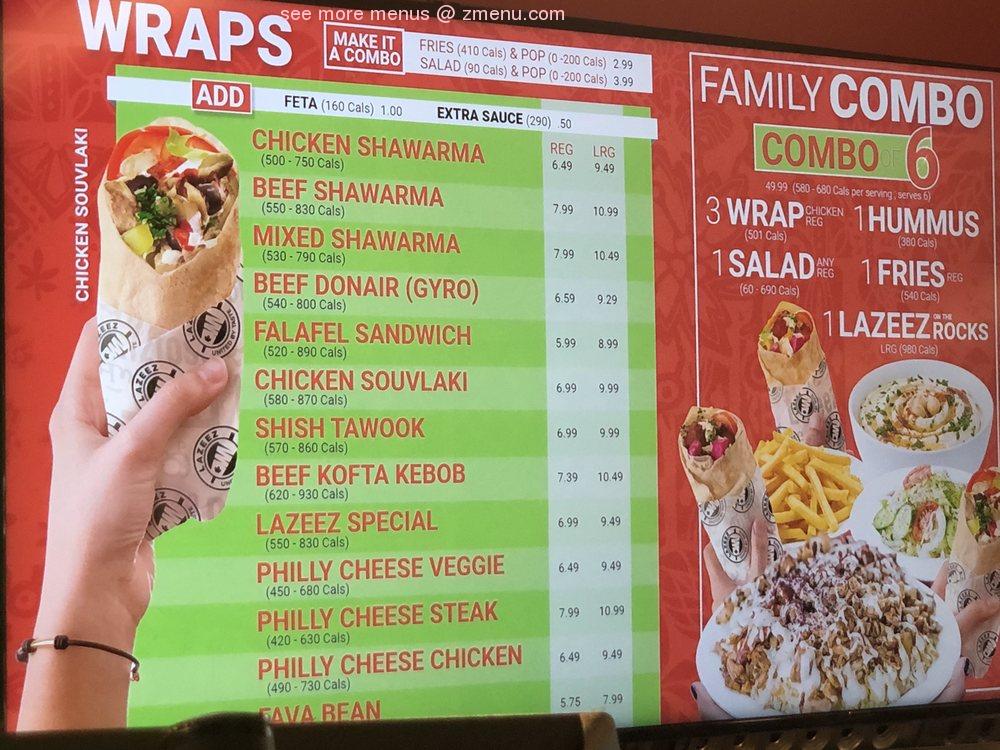 see more menus @ zmenu.com
WRAPS
MAKE IT
A COMBO
FRIES (410 Cals) & POP (0 -200 Cals) 2.99
SALAD (90 Cals) & POP (0 -200 Cals) 3.99
ADD
FETA (160 Cals) 1.00
EXTRA SAUCE (290) .50
CHICKEN SOUVLAKI
REG LRG
CHICKEN SHAWARMA 6.49 9.49
(500 - 750 Cals)
BEEF SHAWARMA 7.99 10.99
(550 - 830 Cals)
MIXED SHAWARMA 7.99 10.49
(530 - 790 Cals)
BEEF DONAIR (GYRO) 6.59 9.29
(540 - 800 Cals)
FALAFEL SANDWICH 5.99 8.99
(520 - 890 Cals)
CHICKEN SOUVLAKI 6.99 9.99
(580 - 870 Cals)
SHISH TAWOOK 6.99 9.99
(570 - 860 Cals)
BEEF KOFTA KEBOB 7.39 10.49
(620 - 930 Cals)
LAZEEZ SPECIAL 6.99 9.49
(550 - 830 Cals)
PHILLY CHEESE VEGGIE 6.49 9.49
(450 - 680 Cals)
PHILLY CHEESE STEAK 7.99 10.99
(420 - 630 Cals)
PHILLY CHEESE CHICKEN 6.49 9.49
(490 - 730 Cals)
FAVA BEAN 5.75 7.99
FAMILY COMBO
COMBO OF 6
49.99 (580 - 680 Cals per serving ; serves 6)
3 WRAP CHICKEN REG
(501 Cals)
1 HUMMUS
(380 Cals)
1 SALAD ANY REG
(60 - 690 Cals)
1 FRIES REG
(540 Cals)
1 LAZEEZ ON THE ROCKS
LRG (980 Cals)
LAZEEZ
LAZEEZ
LAZEEZ